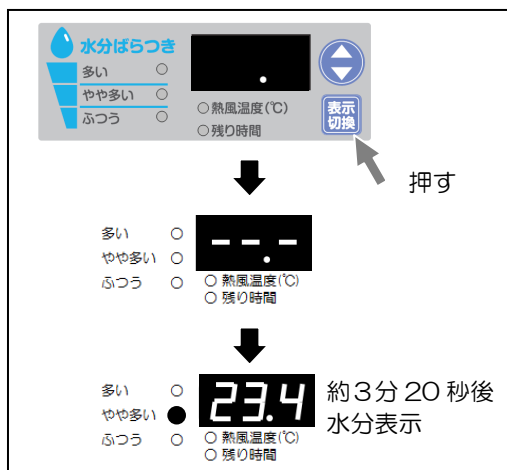 水分ばらつき
多い ○
やや多い ○
ふつう ○
.
○熱風温度(℃)
○残り時間
表示
切換
押す
多い ○
やや多い ○
ふつう ○
--.-
○ 熱風温度(℃)
○ 残り時間
多い ○
やや多い ●
ふつう ○
23.4
○ 熱風温度(℃)
○ 残り時間
約3分20秒後
水分表示